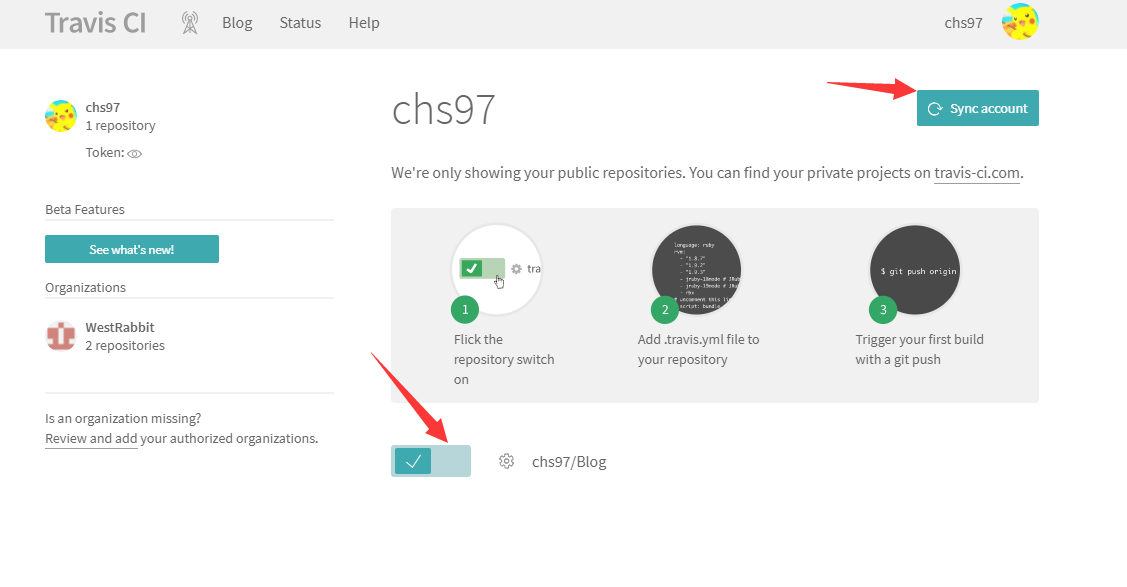 Travis CI Blog Status Help chs97
chs97
1 repository
Token:
Beta Features
See what's new!
Organizations
WestRabbit
2 repositories
Is an organization missing?
Review and add your authorized organizations.
chs97
Sync account
We're only showing your public repositories. You can find your private projects on travis-ci.com.
tra
1
Flick the
repository switch
on
language: ruby
rvm:
- "1.8.7"
- "1.9.2"
- "1.9.3"
- jruby-18mode # JRu
- jruby-19mode # JRub
- rbx
# uncomment this li
script: bundle
2
Add .travis.yml file to
your repository
$ git push origin
3
Trigger your first build
with a git push
chs97/Blog